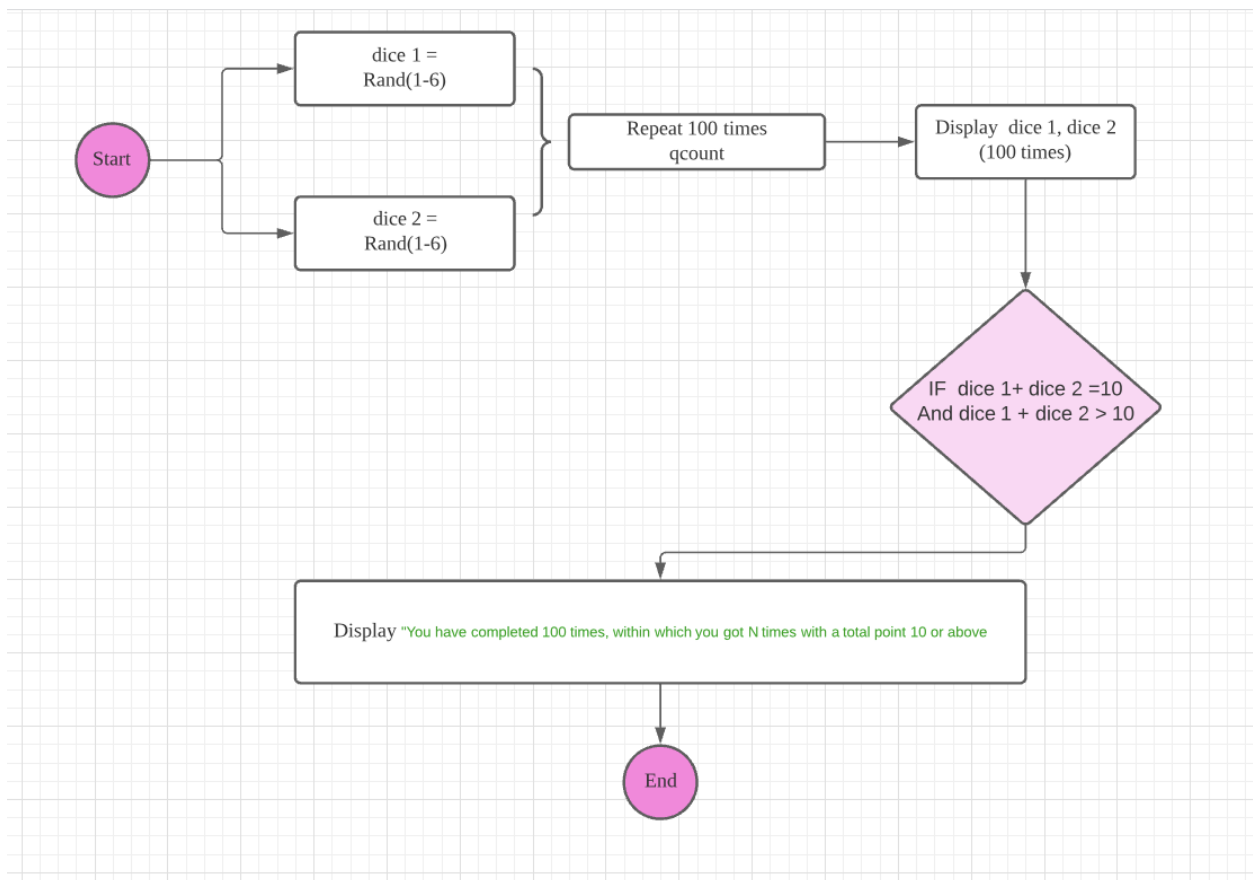 dice 1 =
Rand(1-6)
Start
dice 2 =
Rand(1-6)
Repeat 100 times
qcount
Display dice 1, dice 2
(100 times)
IF dice 1+ dice 2 =10
And dice 1 + dice 2 > 10
Display "You have completed 100 times, within which you got N times with a total point 10 or above
End